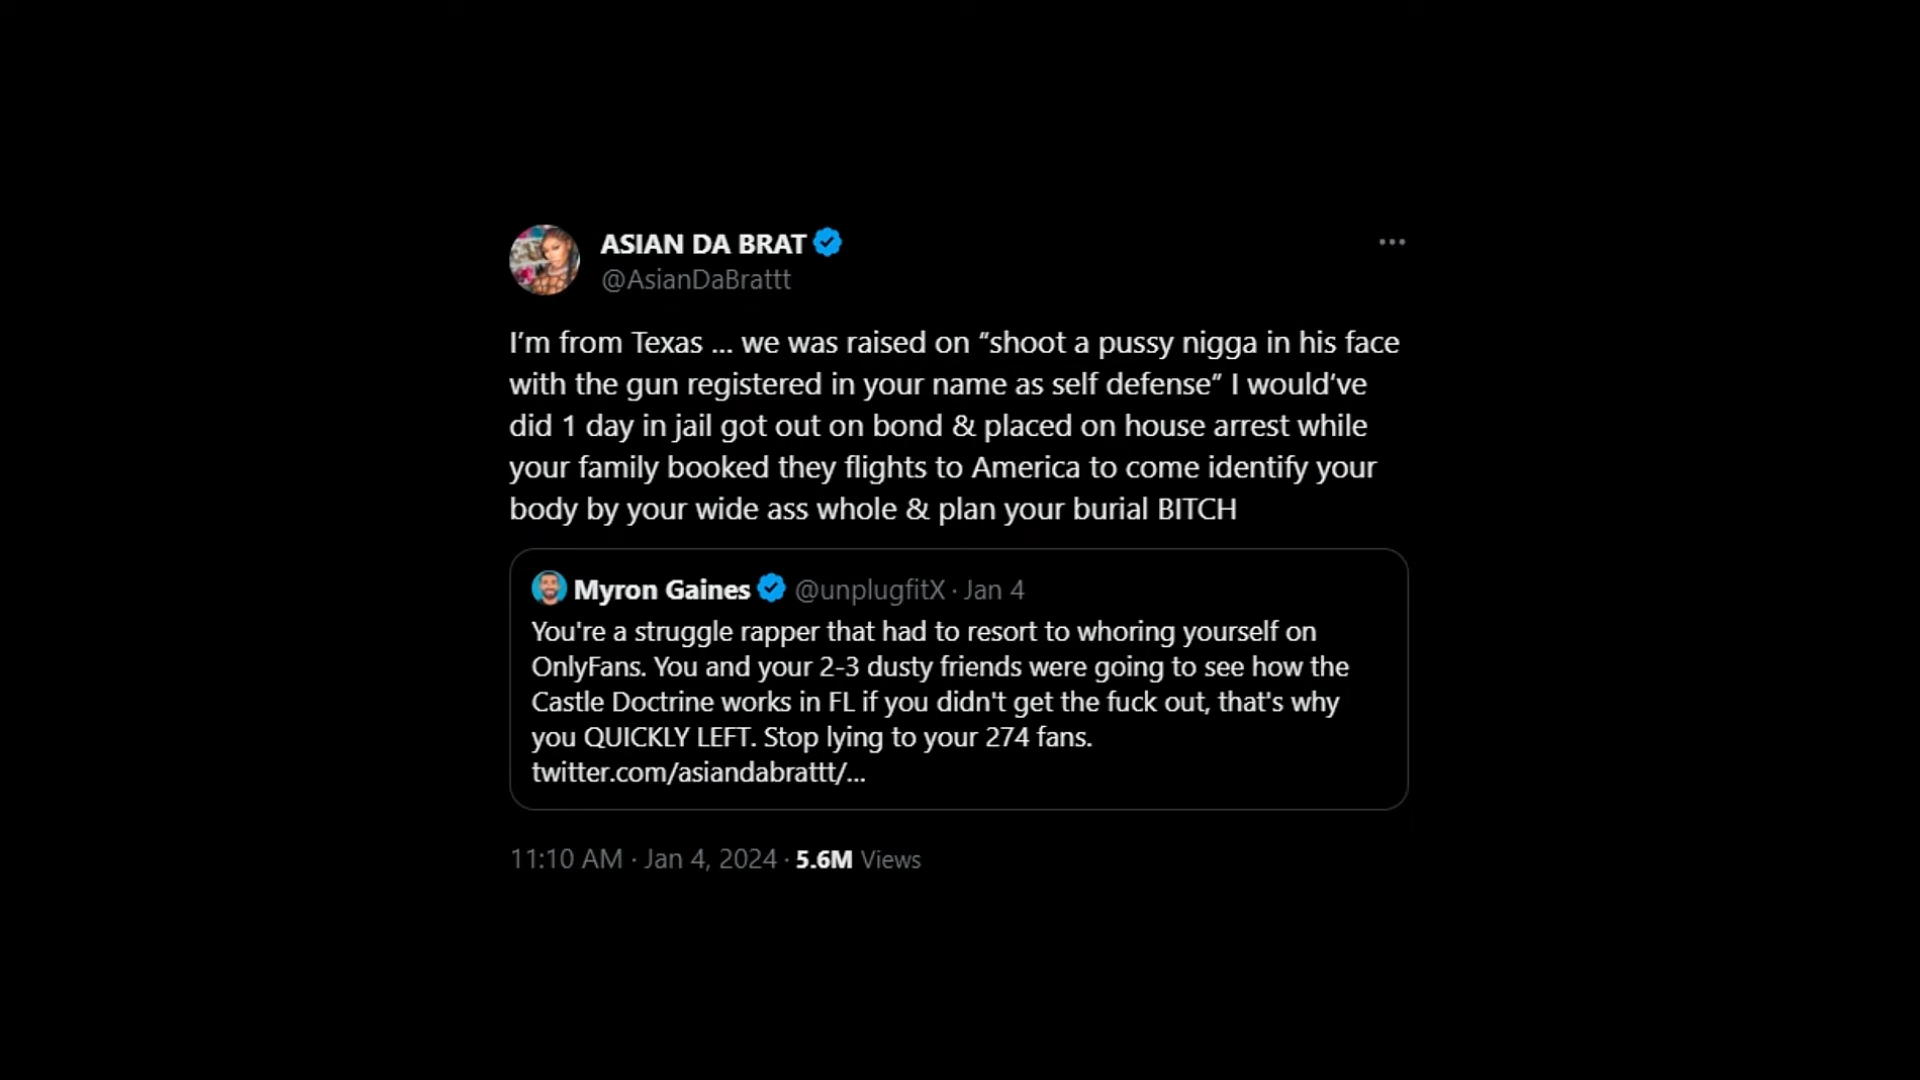 ASIAN DA BRAT
@AsianDaBrattt
I’m from Texas ... we was raised on “shoot a pussy nigga in his face
with the gun registered in your name as self defense” I would’ve
did 1 day in jail got out on bond & placed on house arrest while
your family booked they flights to America to come identify your
body by your wide ass whole & plan your burial BITCH
Myron Gaines @unplugfitX · Jan 4
You're a struggle rapper that had to resort to whoring yourself on
OnlyFans. You and your 2-3 dusty friends were going to see how the
Castle Doctrine works in FL if you didn't get the fuck out, that's why
you QUICKLY LEFT. Stop lying to your 274 fans.
twitter.com/asiandabrattt/...
11:10 AM · Jan 4, 2024 · 5.6M Views